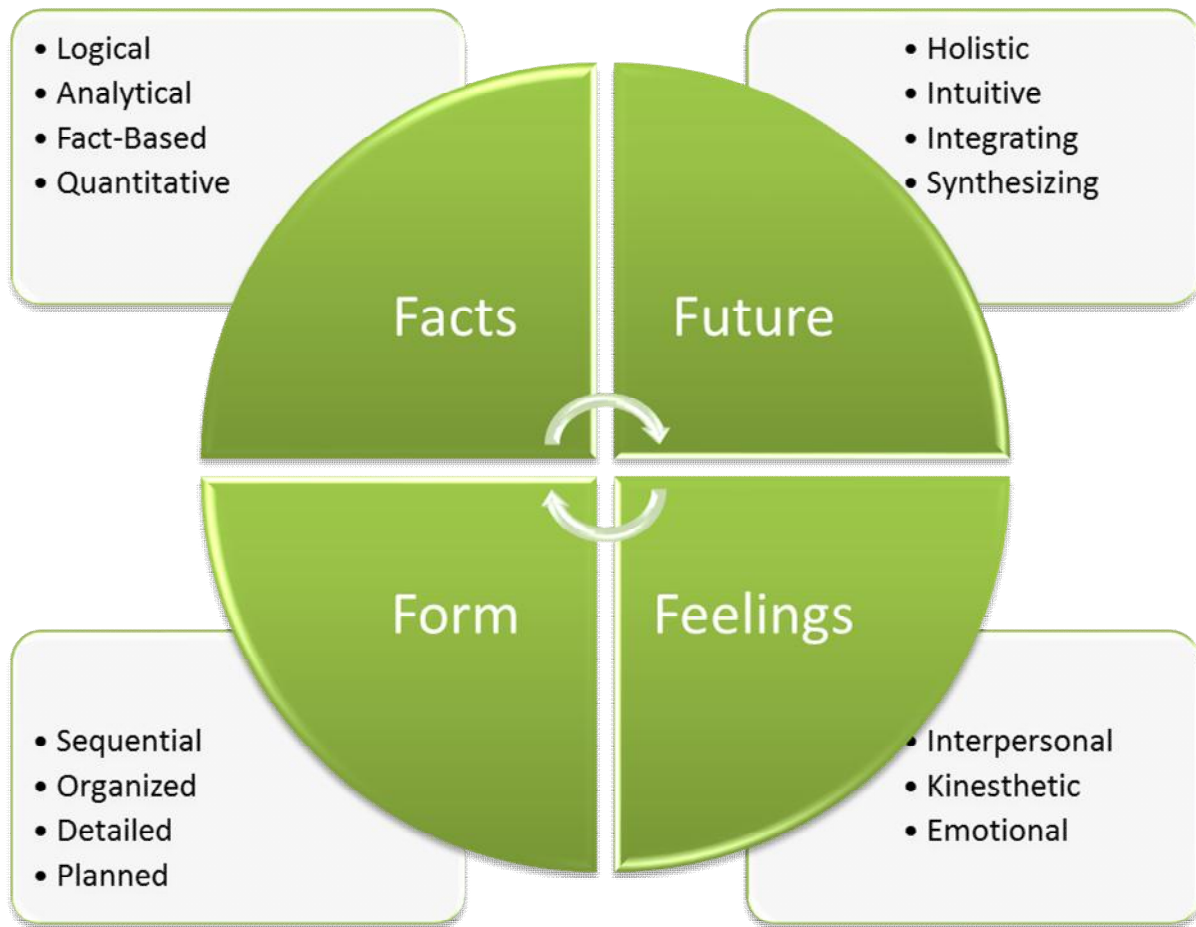 • Logical
• Analytical
• Fact-Based
• Quantitative
• Holistic
• Intuitive
• Integrating
• Synthesizing
Facts
Future
Form
Feelings
• Sequential
• Organized
• Detailed
• Planned
• Interpersonal
• Kinesthetic
• Emotional